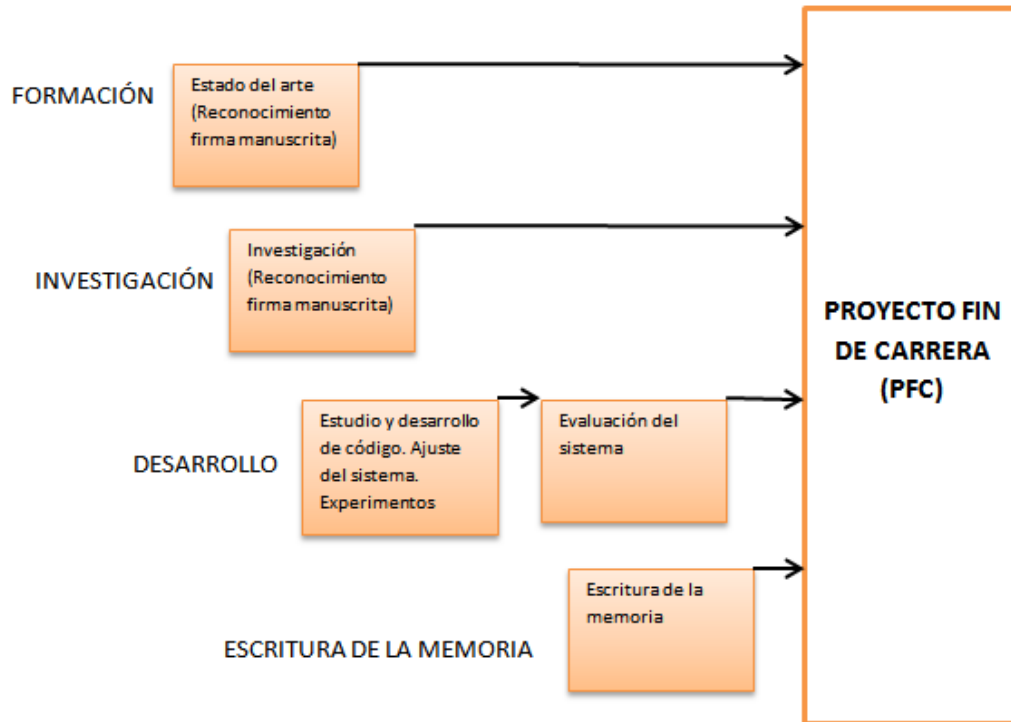 FORMACIÓN
Estado del arte
(Reconocimiento
firma manuscrita)
INVESTIGACIÓN
Investigación
(Reconocimiento
firma manuscrita)
DESARROLLO
Estudio y desarrollo
de código. Ajuste
del sistema.
Experimentos
Evaluación del
sistema
ESCRITURA DE LA MEMORIA
Escritura de la
memoria
PROYECTO FIN
DE CARRERA
(PFC)